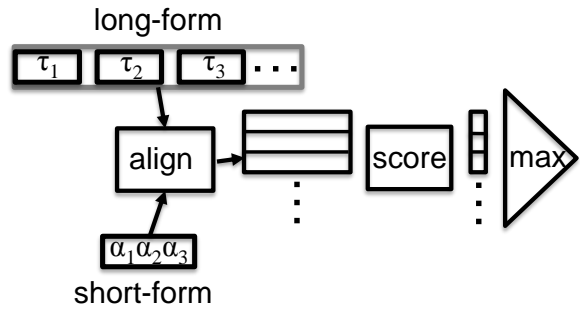 long-form
τ₁ τ₂ τ₃ ...
align
score
max
α₁α₂α₃
short-form